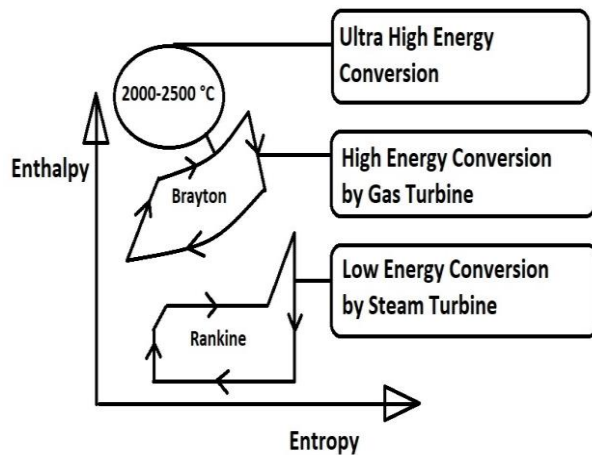 Ultra High Energy
Conversion
2000-2500 °C
Enthalpy
High Energy Conversion
by Gas Turbine
Brayton
Low Energy Conversion
by Steam Turbine
Rankine
Entropy